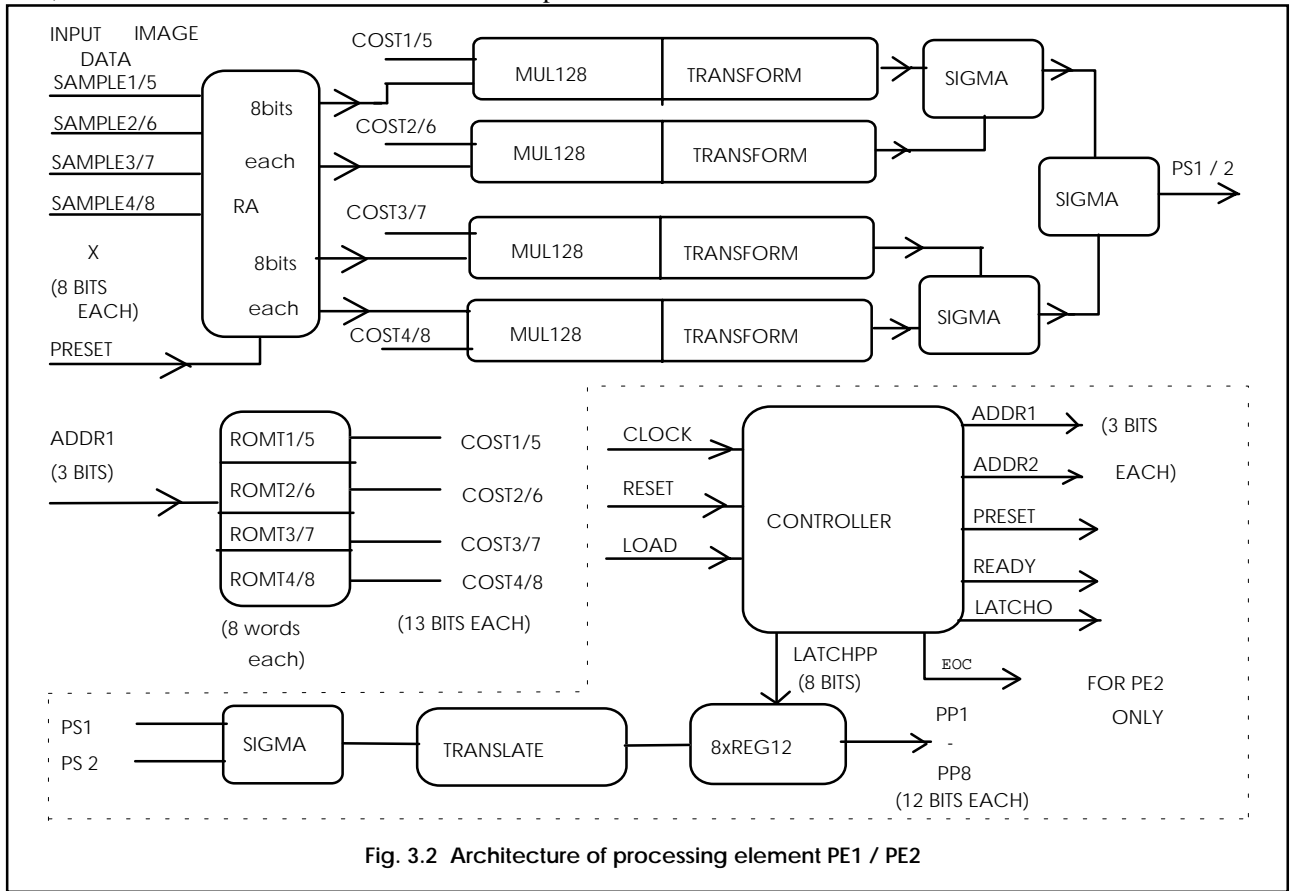 INPUT IMAGE
DATA
SAMPLE1/5
SAMPLE2/6
SAMPLE3/7
SAMPLE4/8
X
(8 BITS
EACH)
PRESET
8bits
each
RA
8bits
each
COST1/5
MUL128 TRANSFORM
COST2/6
MUL128 TRANSFORM
COST3/7
MUL128 TRANSFORM
COST4/8
MUL128 TRANSFORM
SIGMA
SIGMA
SIGMA
PS1 / 2
ADDR1
(3 BITS)
ROMT1/5
ROMT2/6
ROMT3/7
ROMT4/8
(8 words
each)
COST1/5
COST2/6
COST3/7
COST4/8
(13 BITS EACH)
CLOCK
RESET
LOAD
CONTROLLER
ADDR1
(3 BITS
ADDR2
EACH)
PRESET
READY
LATCHO
LATCHPP
(8 BITS)
EOC
FOR PE2
ONLY
PS1
PS 2
SIGMA
TRANSLATE
8xREG12
PP1
-
PP8
(12 BITS EACH)
Fig. 3.2 Architecture of processing element PE1 / PE2